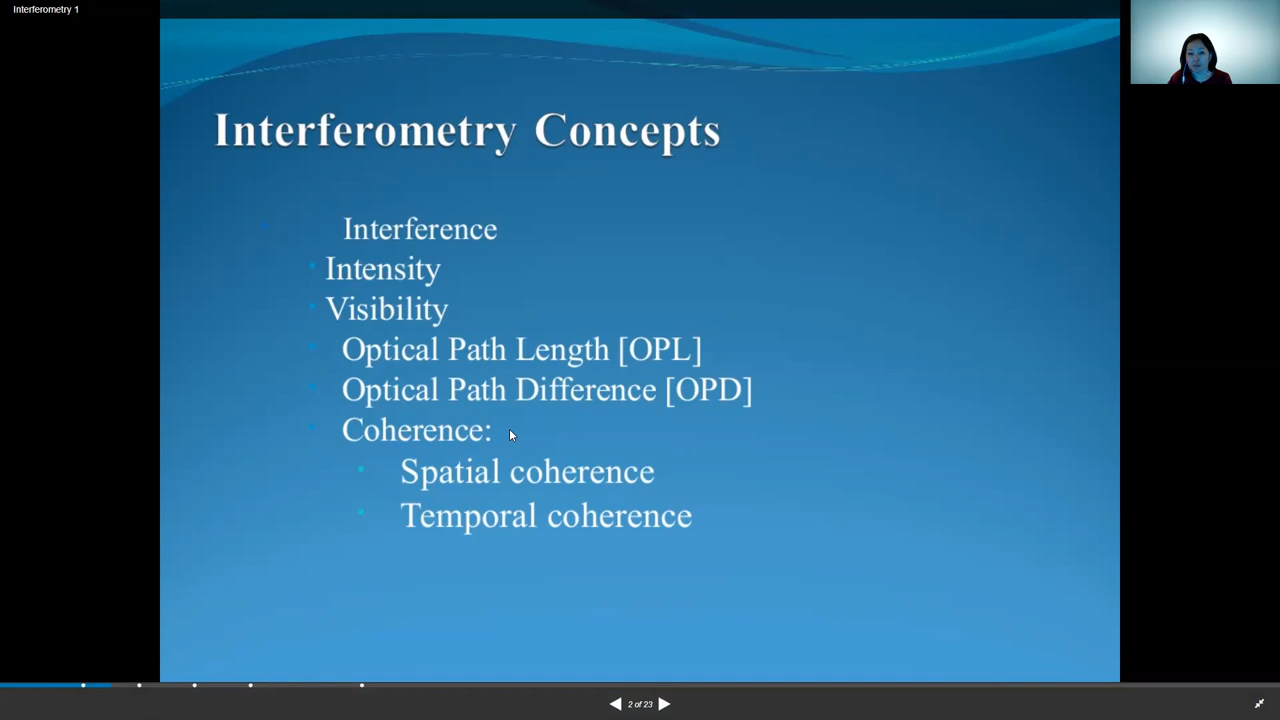 Interferometry 1
Interferometry Concepts
Interference
Intensity
Visibility
Optical Path Length [OPL]
Optical Path Difference [OPD]
Coherence:
Spatial coherence
Temporal coherence
2 of 23